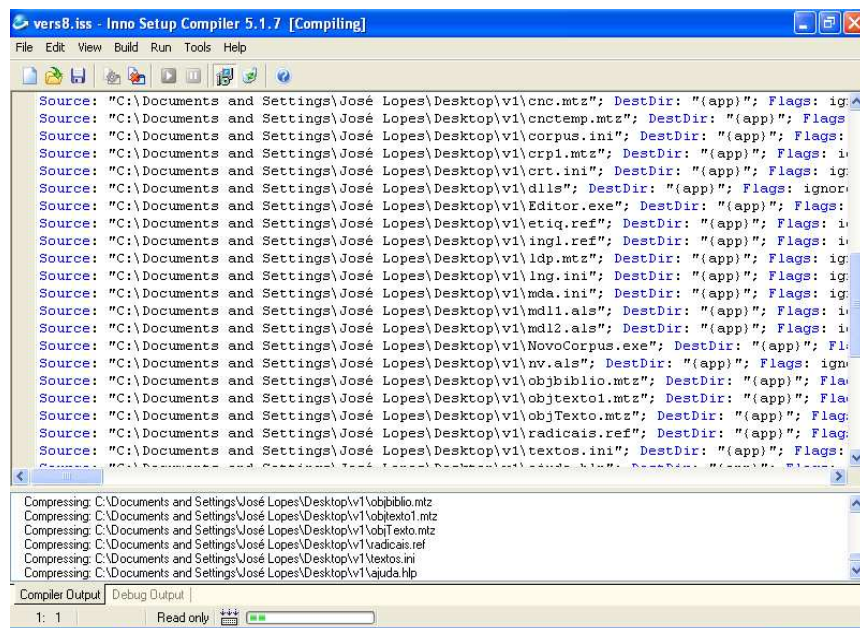 vers8.iss - Inno Setup Compiler 5.1.7 [Compiling]
File Edit View Build Run Tools Help
Source: "C:\Documents and Settings\José Lopes\Desktop\v1\cnc.mtz"; DestDir: "{app}"; Flags: ig
Source: "C:\Documents and Settings\José Lopes\Desktop\v1\cnctemp.mtz"; DestDir: "{app}"; Flags
Source: "C:\Documents and Settings\José Lopes\Desktop\v1\corpus.ini"; DestDir: "{app}"; Flags:
Source: "C:\Documents and Settings\José Lopes\Desktop\v1\crp1.mtz"; DestDir: "{app}"; Flags: i
Source: "C:\Documents and Settings\José Lopes\Desktop\v1\crt.ini"; DestDir: "{app}"; Flags: ig
Source: "C:\Documents and Settings\José Lopes\Desktop\v1\dlls"; DestDir: "{app}"; Flags: ignor
Source: "C:\Documents and Settings\José Lopes\Desktop\v1\Editor.exe"; DestDir: "{app}"; Flags:
Source: "C:\Documents and Settings\José Lopes\Desktop\v1\etiq.ref"; DestDir: "{app}"; Flags: i
Source: "C:\Documents and Settings\José Lopes\Desktop\v1\ingl.ref"; DestDir: "{app}"; Flags: i
Source: "C:\Documents and Settings\José Lopes\Desktop\v1\ldp.mtz"; DestDir: "{app}"; Flags: ig
Source: "C:\Documents and Settings\José Lopes\Desktop\v1\lng.ini"; DestDir: "{app}"; Flags: ig
Source: "C:\Documents and Settings\José Lopes\Desktop\v1\mda.ini"; DestDir: "{app}"; Flags: ig
Source: "C:\Documents and Settings\José Lopes\Desktop\v1\mdl1.als"; DestDir: "{app}"; Flags: i
Source: "C:\Documents and Settings\José Lopes\Desktop\v1\mdl2.als"; DestDir: "{app}"; Flags: i
Source: "C:\Documents and Settings\José Lopes\Desktop\v1\NovoCorpus.exe"; DestDir: "{app}"; Fl
Source: "C:\Documents and Settings\José Lopes\Desktop\v1\nv.als"; DestDir: "{app}"; Flags: ign
Source: "C:\Documents and Settings\José Lopes\Desktop\v1\objbiblio.mtz"; DestDir: "{app}"; Fla
Source: "C:\Documents and Settings\José Lopes\Desktop\v1\objtexto1.mtz"; DestDir: "{app}"; Fla
Source: "C:\Documents and Settings\José Lopes\Desktop\v1\objTexto.mtz"; DestDir: "{app}"; Flag
Source: "C:\Documents and Settings\José Lopes\Desktop\v1\radicais.ref"; DestDir: "{app}"; Flag
Source: "C:\Documents and Settings\José Lopes\Desktop\v1\textos.ini"; DestDir: "{app}"; Flags:
Compressing: C:\Documents and Settings\José Lopes\Desktop\v1\objbiblio.mtz
Compressing: C:\Documents and Settings\José Lopes\Desktop\v1\objtexto1.mtz
Compressing: C:\Documents and Settings\José Lopes\Desktop\v1\objTexto.mtz
Compressing: C:\Documents and Settings\José Lopes\Desktop\v1\radicais.ref
Compressing: C:\Documents and Settings\José Lopes\Desktop\v1\textos.ini
Compressing: C:\Documents and Settings\José Lopes\Desktop\v1\ajuda.hlp
Compiler Output Debug Output
1: 1 Read only